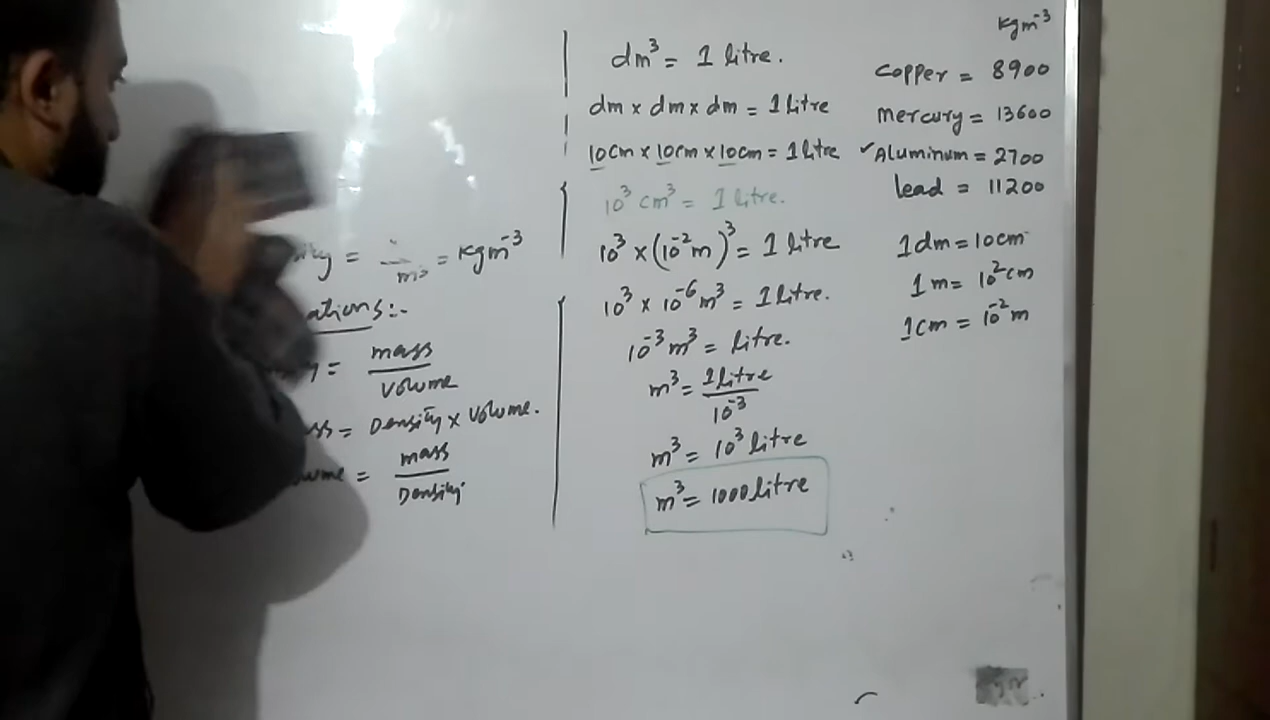 = m³ = kgm⁻³
ations:-
= mass / volume
= Density × volume.
= mass / Density
dm³ = 1 litre.
dm × dm × dm = 1 litre
10cm × 10cm × 10cm = 1 litre
10³ cm³ = 1 litre.
10³ × (10⁻²m)³ = 1 litre
10³ × 10⁻⁶ m³ = 1 litre.
10⁻³ m³ = litre.
m³ = 1 litre / 10⁻³
m³ = 10³ litre
m³ = 1000 litre
kgm⁻³
copper = 8900
mercury = 13600
✓Aluminum = 2700
lead = 11200
1dm = 10cm
1m = 10²cm
1cm = 10⁻²m